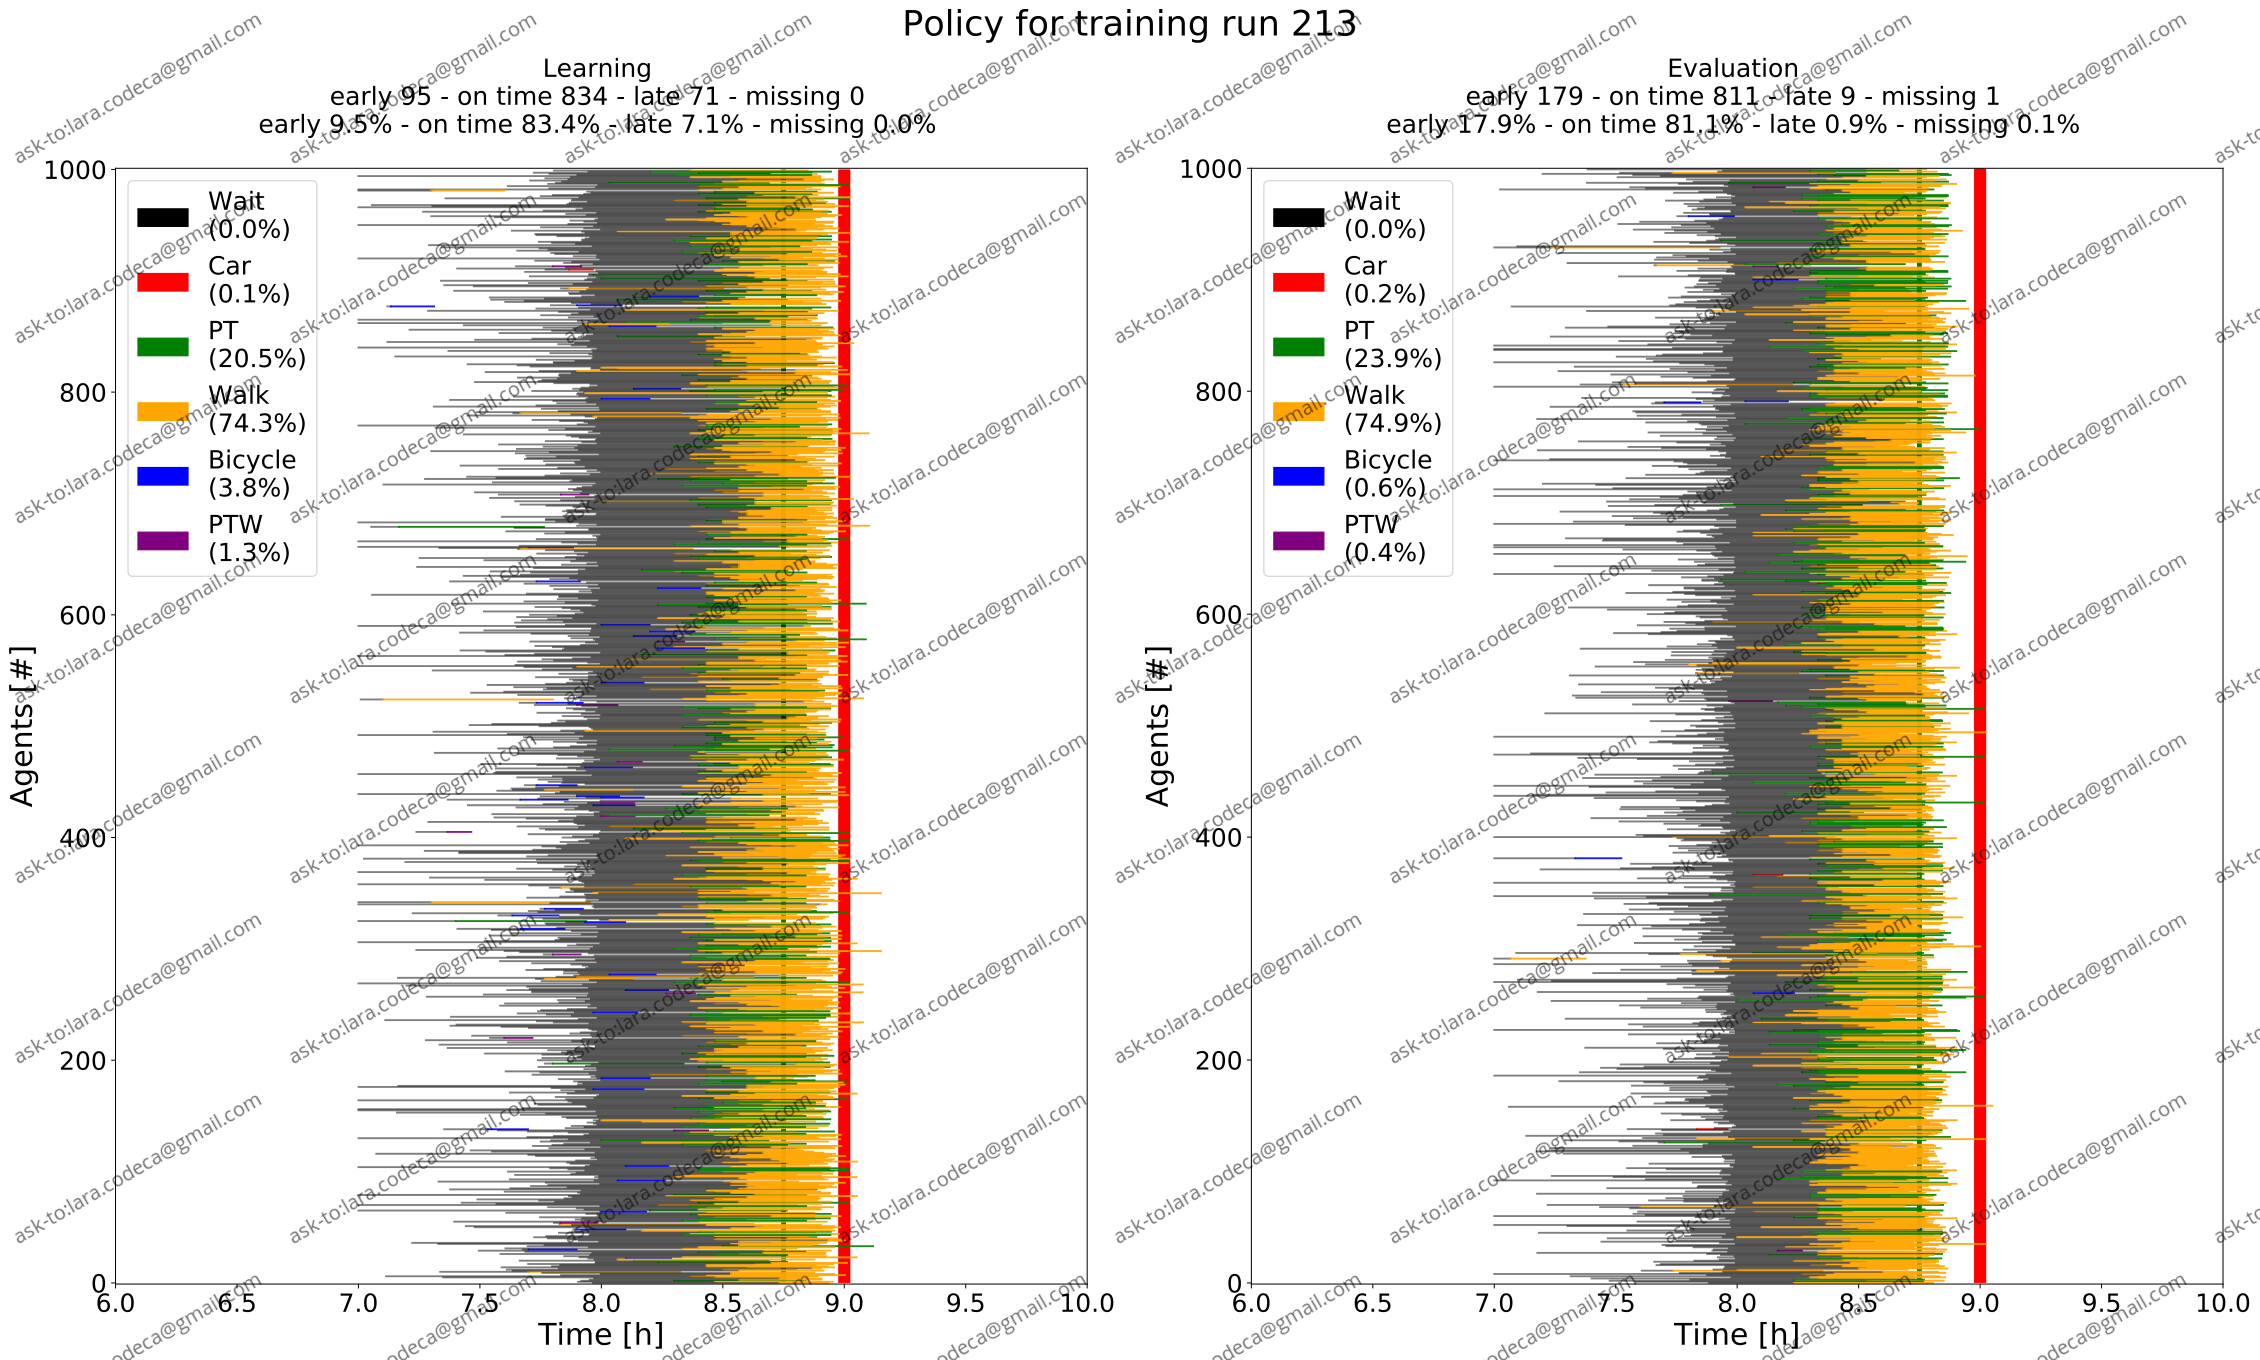 Policy for training run 213
Learning
early 95 - on time 834 - late 71 - missing 0
early 9.5% - on time 83.4% - late 7.1% - missing 0.0%
Evaluation
early 179 - on time 811 - late 9 - missing 1
early 17.9% - on time 81.1% - late 0.9% - missing 0.1%
Agents [#]
1000
800
600
400
200
0
Wait
(0.0%)
Car
(0.1%)
PT
(20.5%)
Walk
(74.3%)
Bicycle
(3.8%)
PTW
(1.3%)
6.0 6.5 7.0 7.5 8.0 8.5 9.0 9.5 10.0
Time [h]
Agents [#]
1000
800
600
400
200
0
Wait
(0.0%)
Car
(0.2%)
PT
(23.9%)
Walk
(74.9%)
Bicycle
(0.6%)
PTW
(0.4%)
6.0 6.5 7.0 7.5 8.0 8.5 9.0 9.5 10.0
Time [h]
ask-to:lara.codeca@gmail.com